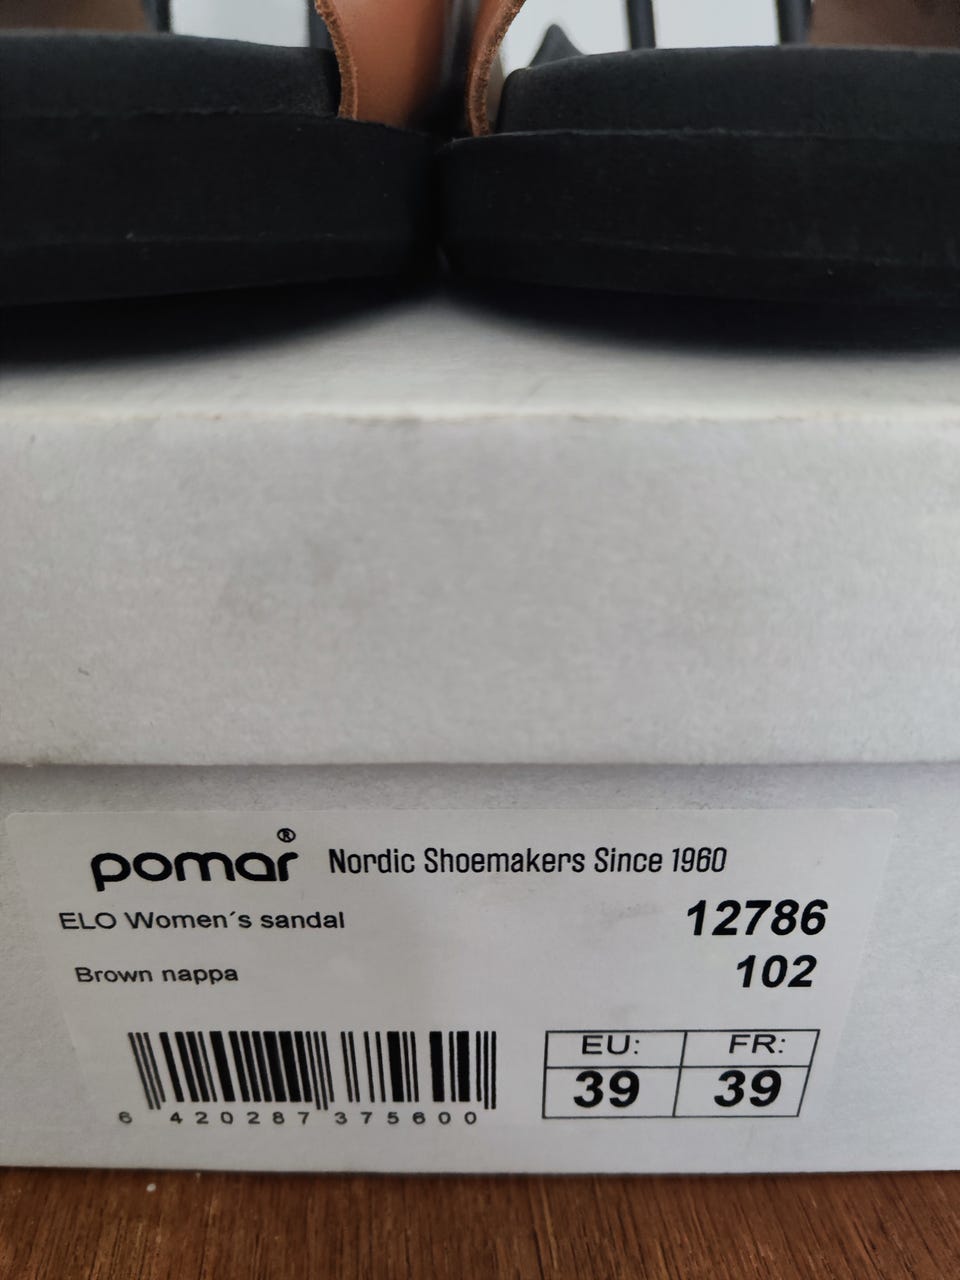 pomar® Nordic Shoemakers Since 1960
ELO Women´s sandal 12786
Brown nappa 102
EU: FR:
39 39
6 420287 375600